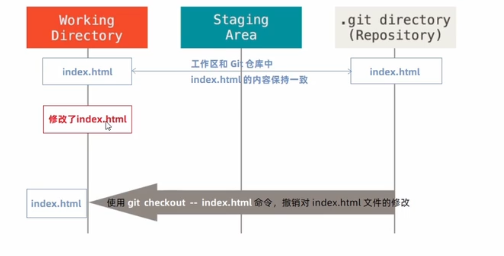 Working
Directory
Staging
Area
.git directory
(Repository)
index.html
工作区和 Git 仓库中
index.html 的内容保持一致
index.html
修改了index.html
index.html
使用 git checkout -- index.html 命令，撤销对 index.html 文件的修改